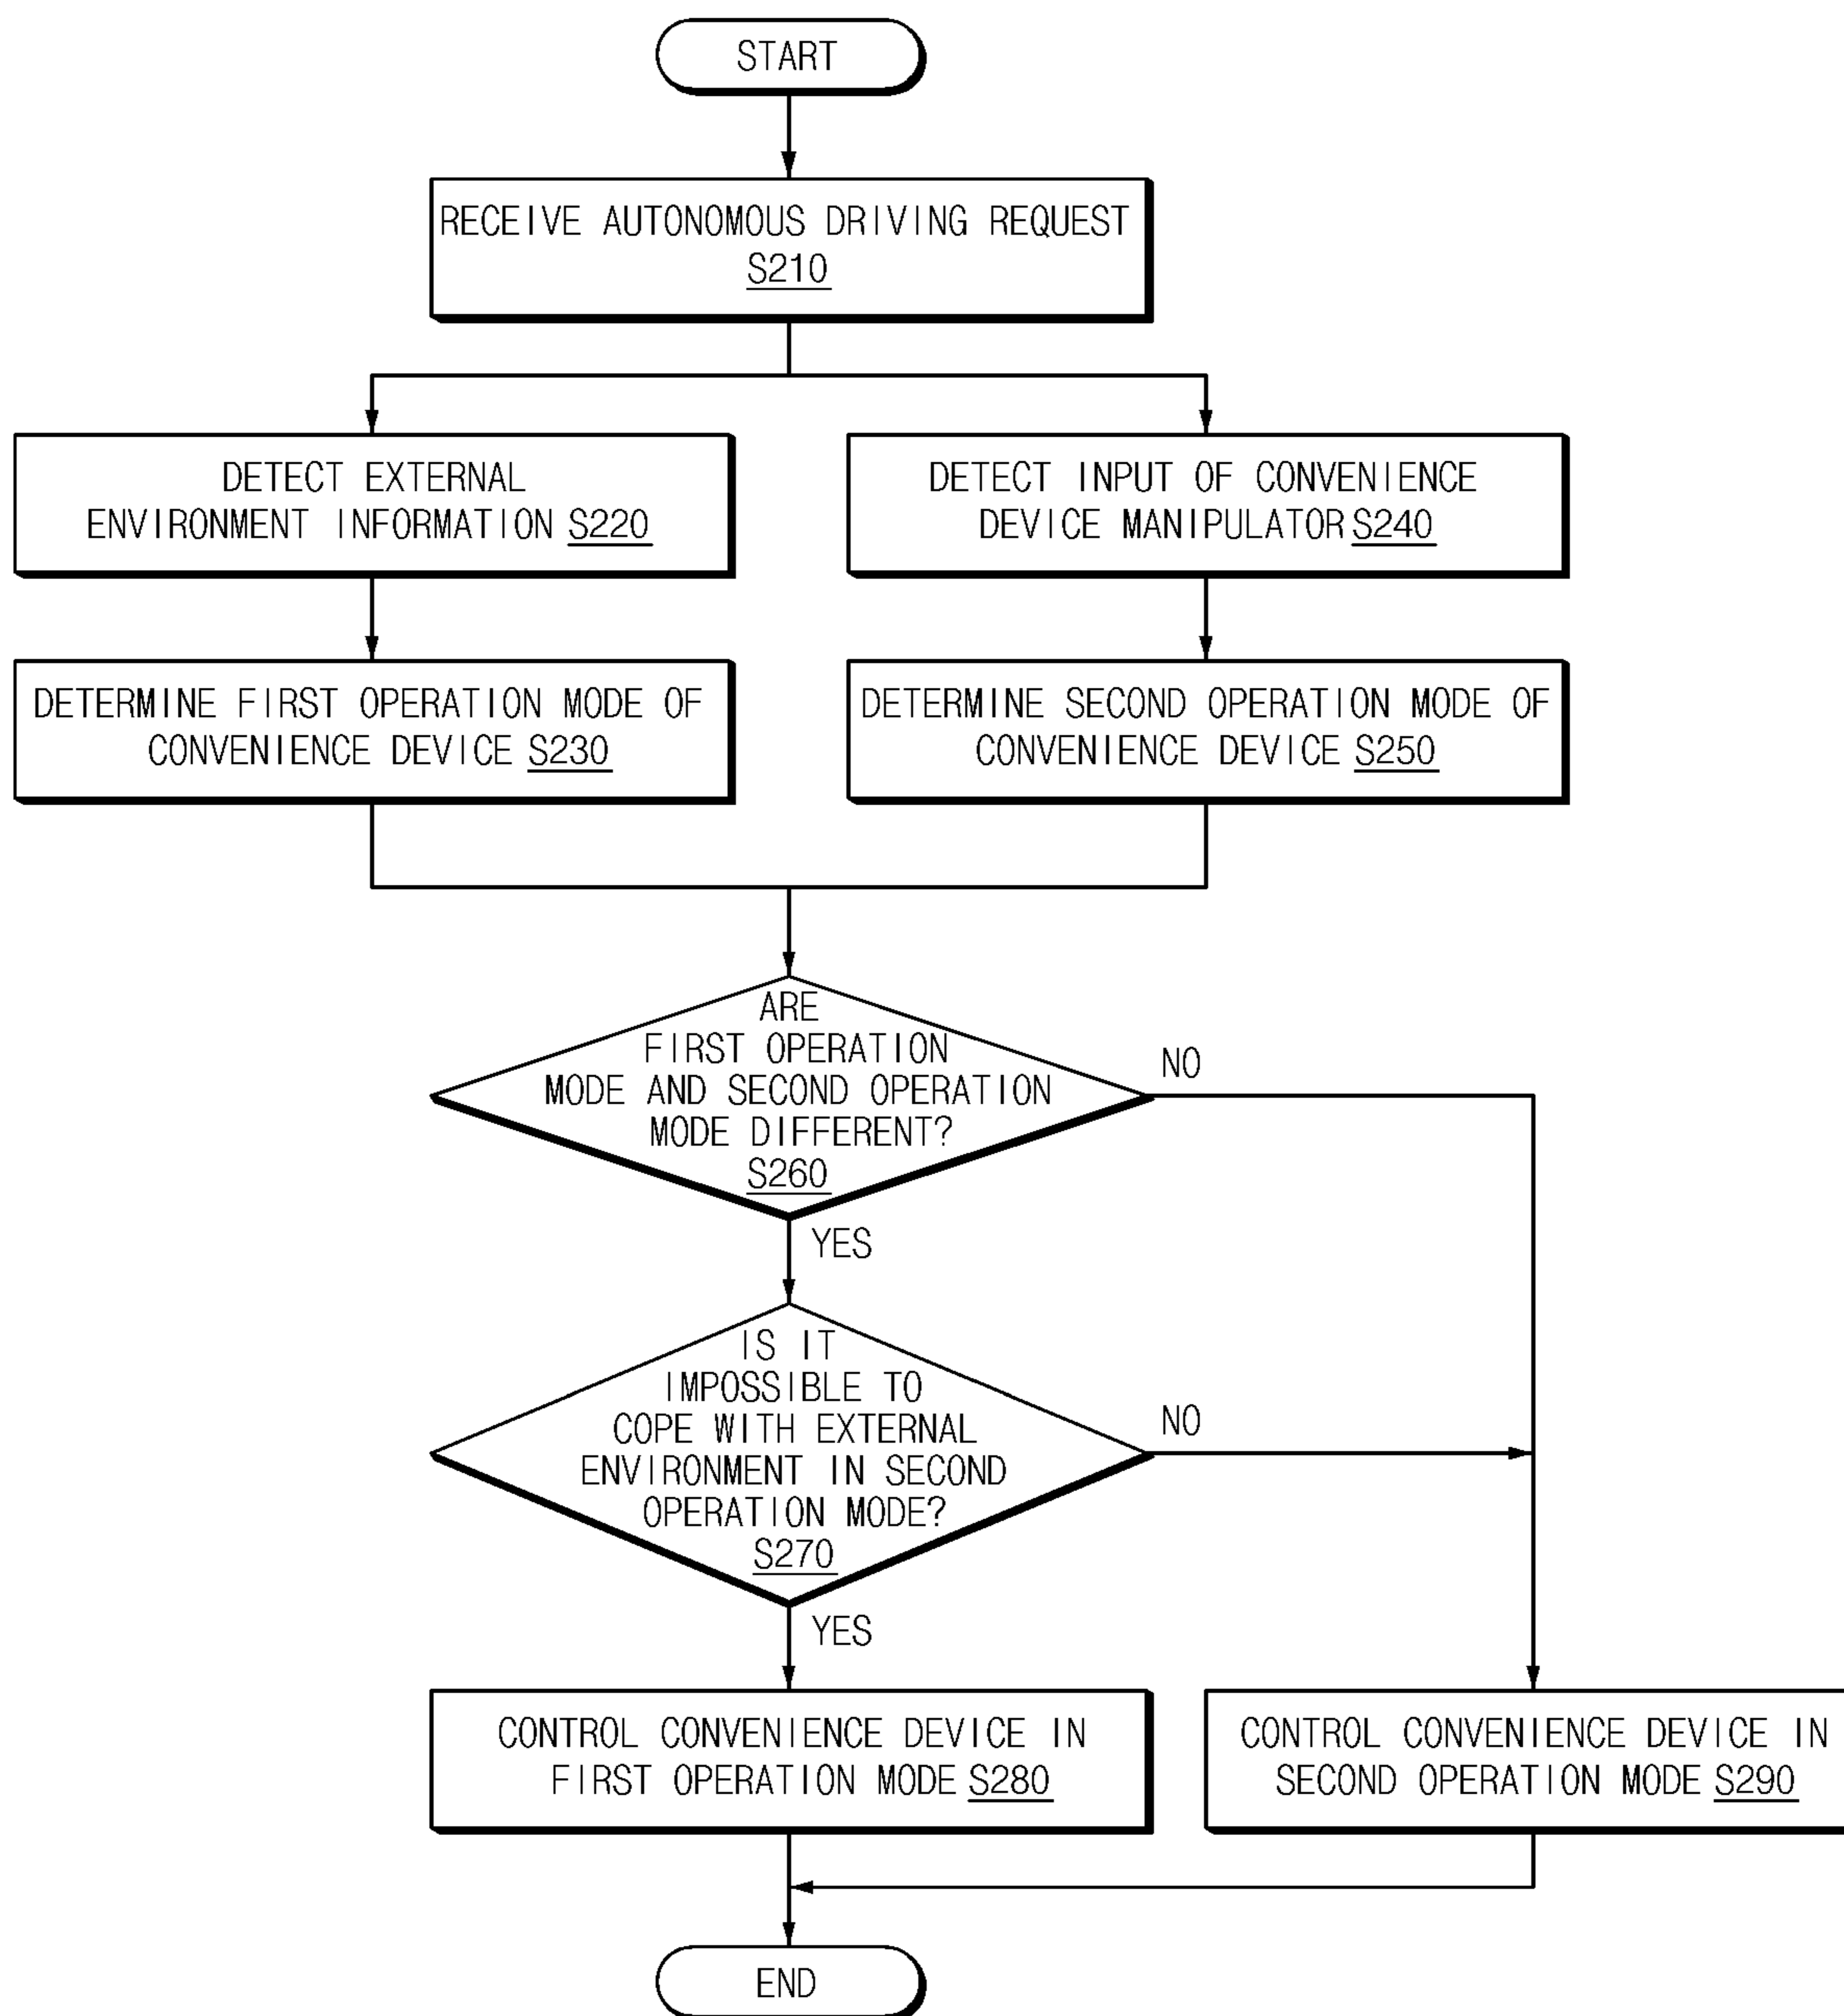 START
RECEIVE AUTONOMOUS DRIVING REQUEST
S210
DETECT EXTERNAL
ENVIRONMENT INFORMATION S220
DETECT INPUT OF CONVENIENCE
DEVICE MANIPULATOR S240
DETERMINE FIRST OPERATION MODE OF
CONVENIENCE DEVICE S230
DETERMINE SECOND OPERATION MODE OF
CONVENIENCE DEVICE S250
ARE
FIRST OPERATION
MODE AND SECOND OPERATION
MODE DIFFERENT?
S260
NO
YES
IS IT
IMPOSSIBLE TO
COPE WITH EXTERNAL
ENVIRONMENT IN SECOND
OPERATION MODE?
S270
NO
YES
CONTROL CONVENIENCE DEVICE IN
FIRST OPERATION MODE S280
CONTROL CONVENIENCE DEVICE IN
SECOND OPERATION MODE S290
END